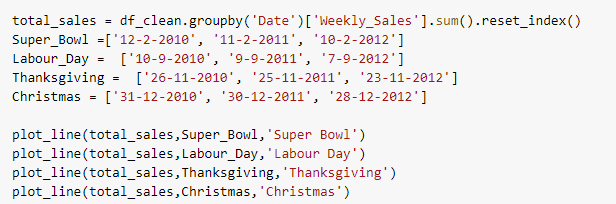 total_sales = df_clean.groupby('Date')['Weekly_Sales'].sum().reset_index()
Super_Bowl =['12-2-2010', '11-2-2011', '10-2-2012']
Labour_Day =  ['10-9-2010', '9-9-2011', '7-9-2012']
Thanksgiving =  ['26-11-2010', '25-11-2011', '23-11-2012']
Christmas = ['31-12-2010', '30-12-2011', '28-12-2012']
plot_line(total_sales,Super_Bowl,'Super Bowl')
plot_line(total_sales,Labour_Day,'Labour Day')
plot_line(total_sales,Thanksgiving,'Thanksgiving')
plot_line(total_sales,Christmas,'Christmas')